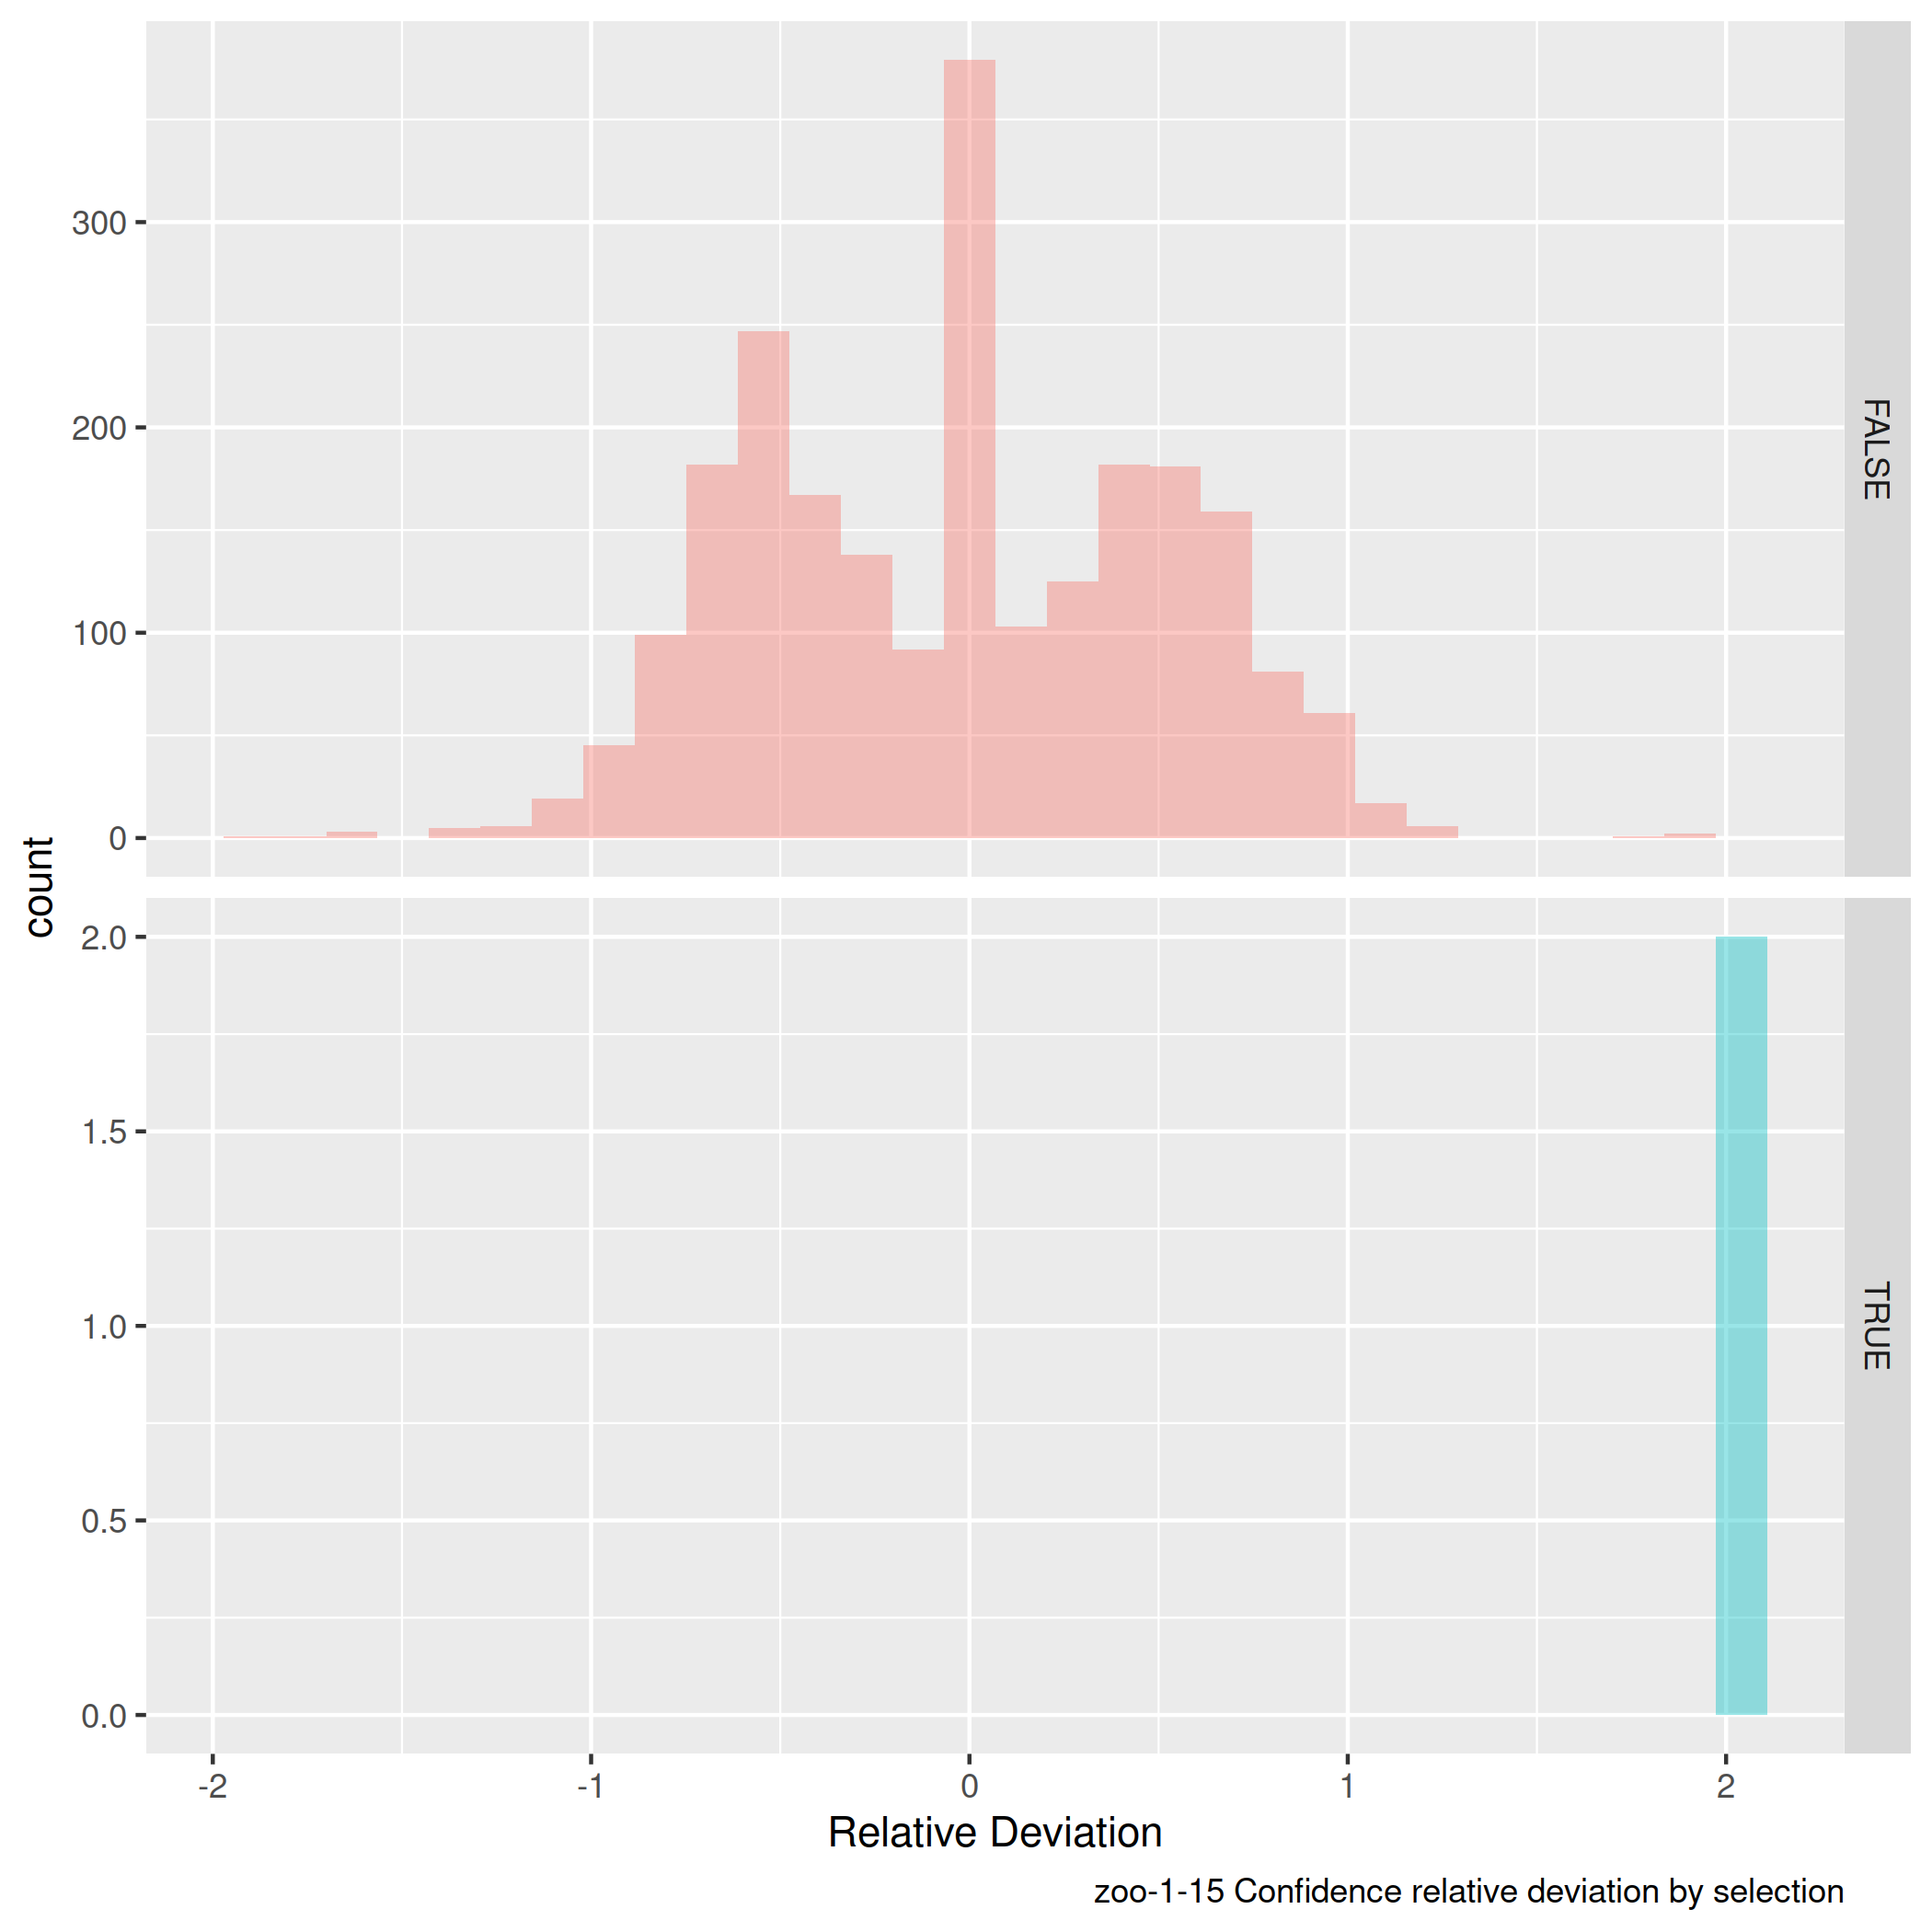 count
300
200
100
0
FALSE
2.0
1.5
1.0
0.5
0.0
TRUE
-2 -1 0 1 2
Relative Deviation
zoo-1-15 Confidence relative deviation by selection